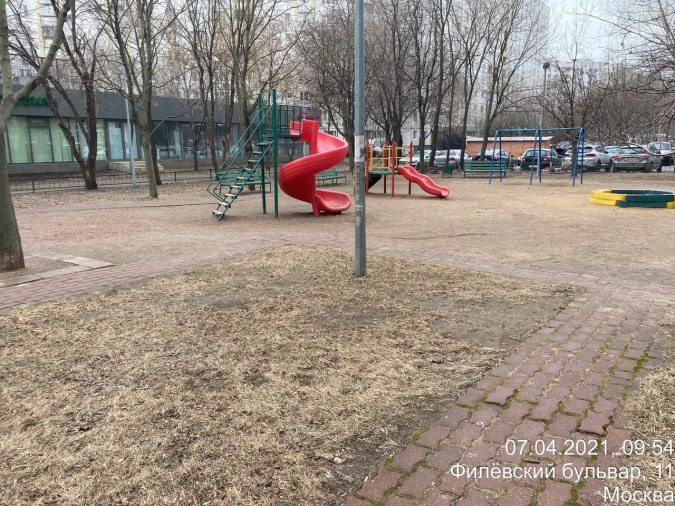 07.04.2021, 09:54
Филёвский бульвар, 11
Москва